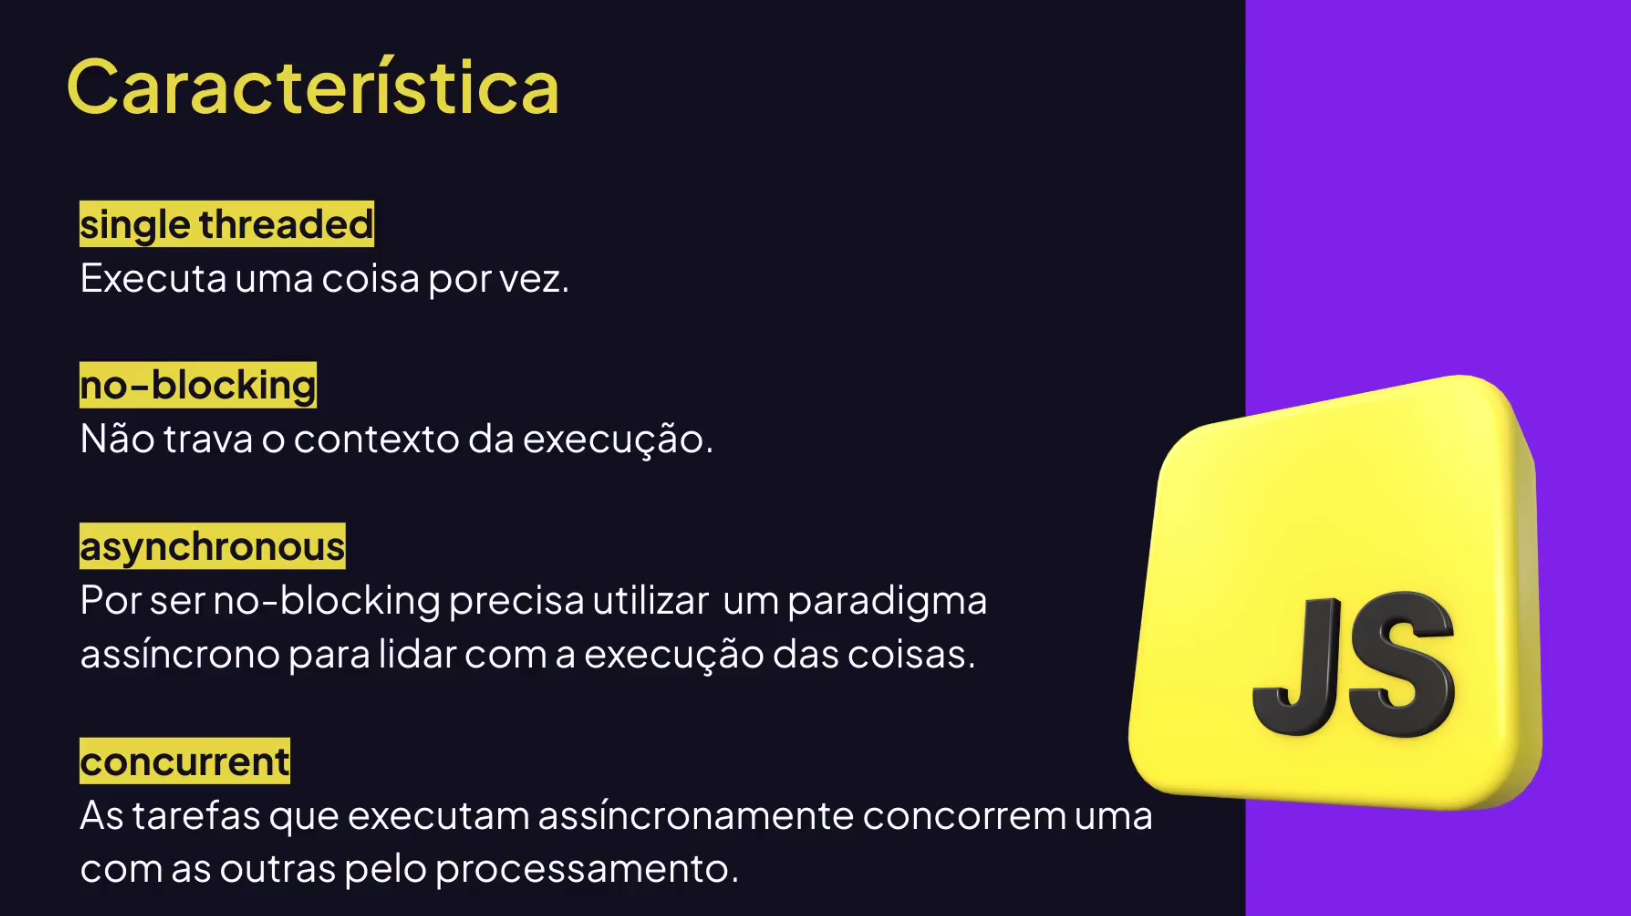 Característica
single threaded
Executa uma coisa por vez.
no-blocking
Não trava o contexto da execução.
asynchronous
Por ser no-blocking precisa utilizar um paradigma
assíncrono para lidar com a execução das coisas.
concurrent
As tarefas que executam assíncronamente concorrem uma
com as outras pelo processamento.
JS